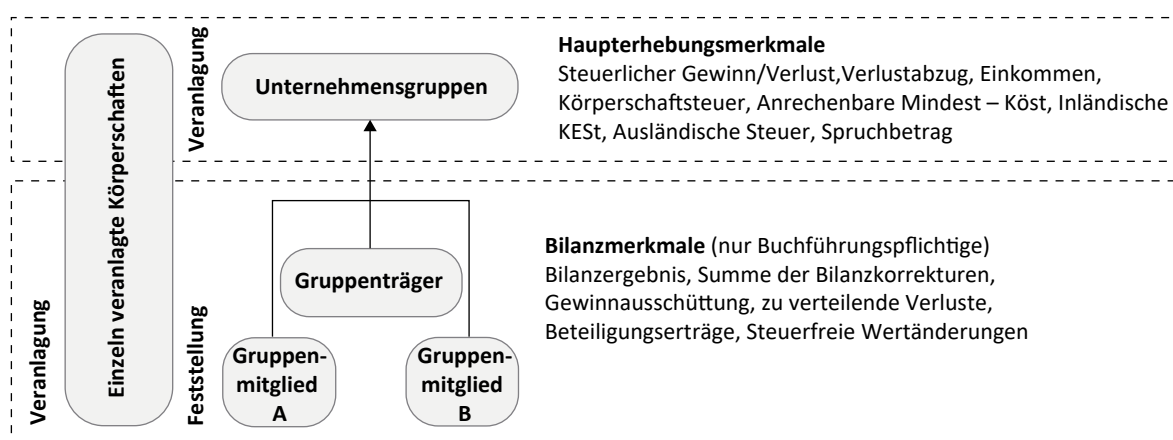 Einzeln veranlagte Körperschaften
Veranlagung
Unternehmensgruppen
Haupterhebungsmerkmale
Steuerlicher Gewinn/Verlust,Verlustabzug, Einkommen,
Körperschaftsteuer, Anrechenbare Mindest – Köst, Inländische
KESt, Ausländische Steuer, Spruchbetrag
Veranlagung
Feststellung
Gruppenträger
Gruppen-
mitglied
A
Gruppen-
mitglied
B
Bilanzmerkmale (nur Buchführungspflichtige)
Bilanzergebnis, Summe der Bilanzkorrekturen,
Gewinnausschüttung, zu verteilende Verluste,
Beteiligungserträge, Steuerfreie Wertänderungen